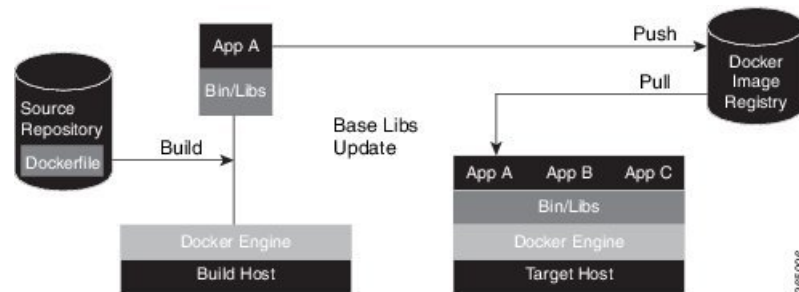 App A
Bin/Libs
Push
Docker
Image
Registry
Pull
Source
Repository
Dockerfile
Build
Base Libs
Update
App A App B App C
Bin/Libs
Docker Engine
Build Host
Docker Engine
Target Host